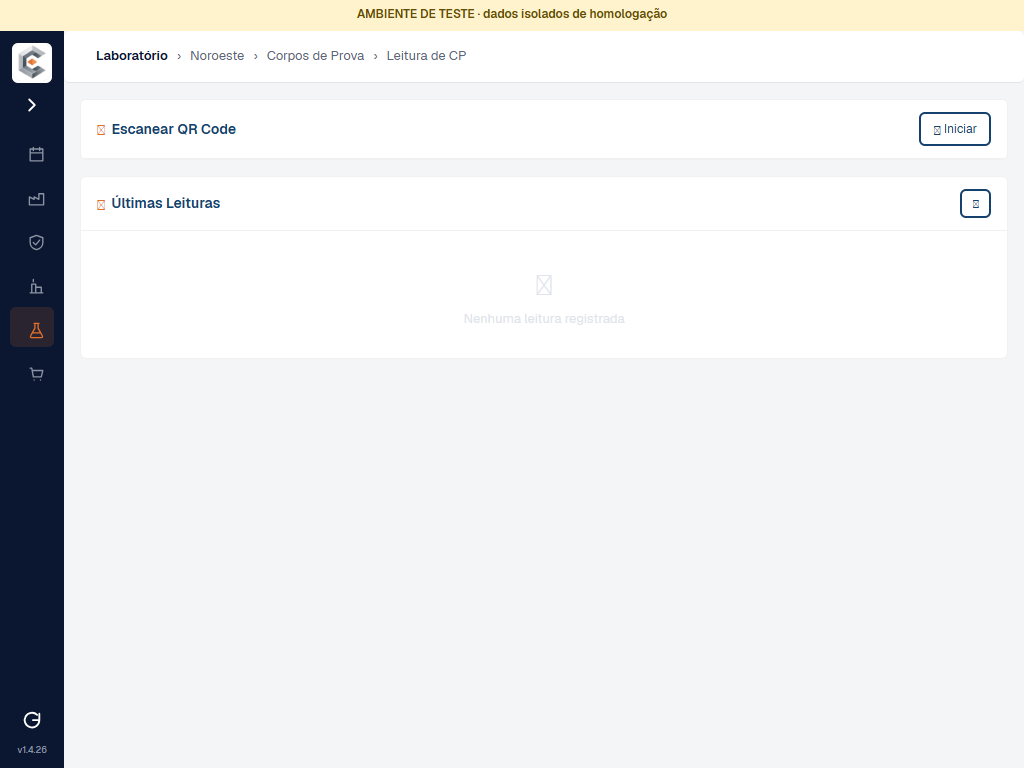 AMBIENTE DE TESTE · dados isolados de homologação
Laboratório › Noroeste › Corpos de Prova › Leitura de CP
Escanear QR Code
Iniciar
Últimas Leituras
Nenhuma leitura registrada
v1.4.26